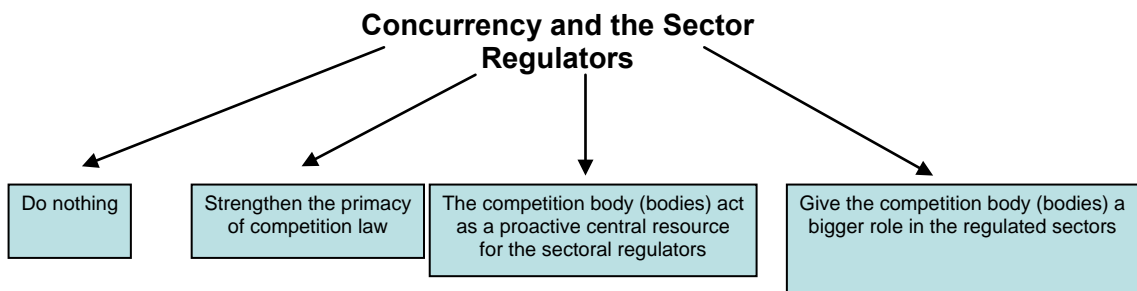 Concurrency and the Sector
Regulators
Do nothing
Strengthen the primacy
of competition law
The competition body (bodies) act
as a proactive central resource
for the sectoral regulators
Give the competition body (bodies) a
bigger role in the regulated sectors